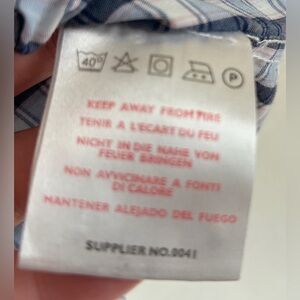 40°
P
KEEP AWAY FROM FIRE
TENIR A L'ECART DU FEU
NICHT IN DIE NAHE VON
FEUER BRINGEN
NON AVVICINARE A FONTI
DI CALORE
MANTENER ALEJADO DEL FUEGO
SUPPLIER NO.0041